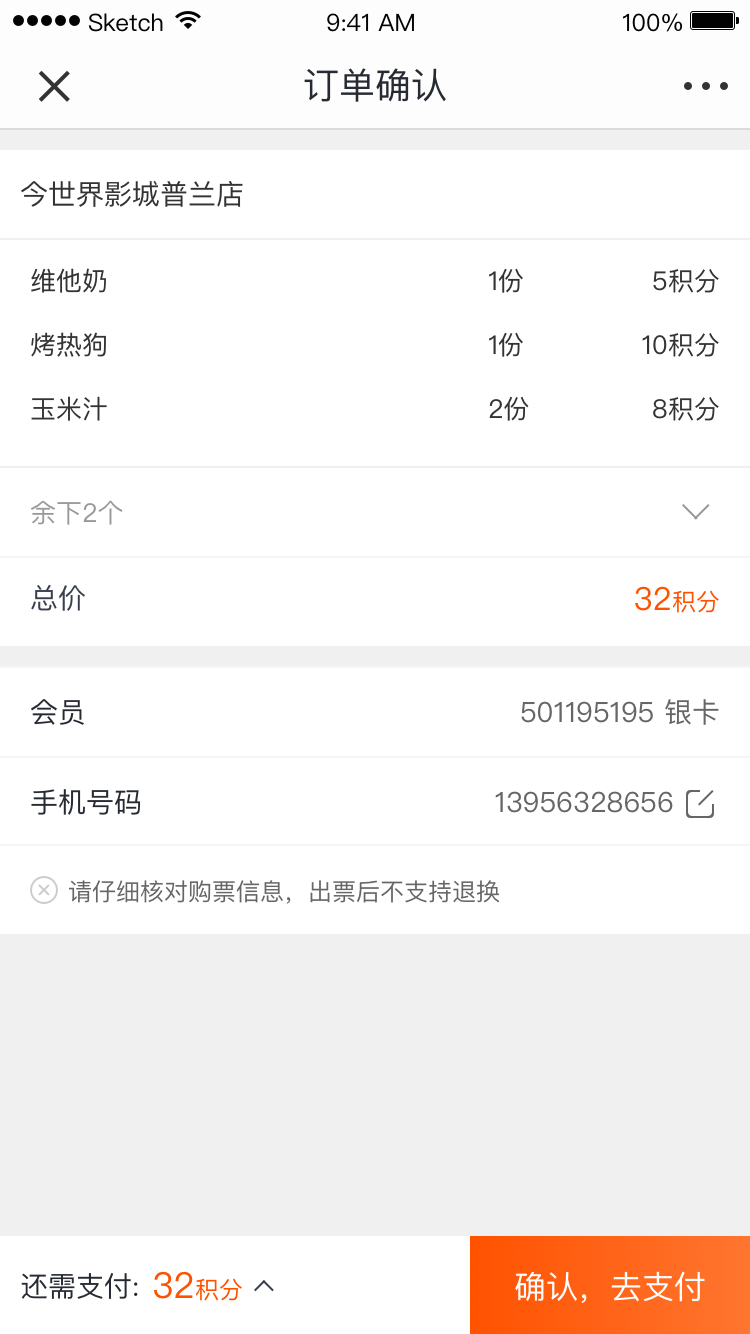 Sketch 9:41 AM 100%
订单确认
今世界影城普兰店
维他奶 1份 5积分
烤热狗 1份 10积分
玉米汁 2份 8积分
余下2个
总价 32积分
会员 501195195 银卡
手机号码 13956328656
请仔细核对购票信息，出票后不支持退换
还需支付: 32积分 确认，去支付